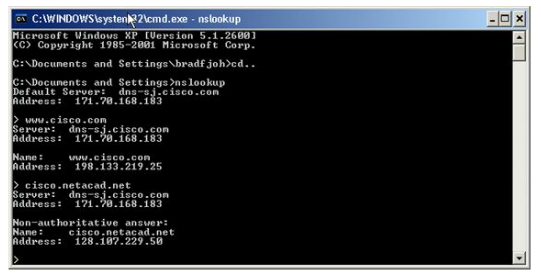 C:\WINDOWS\system32\cmd.exe - nslookup
Microsoft Windows XP [Version 5.1.2600]
(C) Copyright 1985-2001 Microsoft Corp.
C:\Documents and Settings\bradfjoh>cd..
C:\Documents and Settings>nslookup
Default Server:  dns-sj.cisco.com
Address:  171.70.168.183
> www.cisco.com
Server:  dns-sj.cisco.com
Address:  171.70.168.183
Name:    www.cisco.com
Address:  198.133.219.25
> cisco.netacad.net
Server:  dns-sj.cisco.com
Address:  171.70.168.183
Non-authoritative answer:
Name:    cisco.netacad.net
Address:  128.107.229.50
>